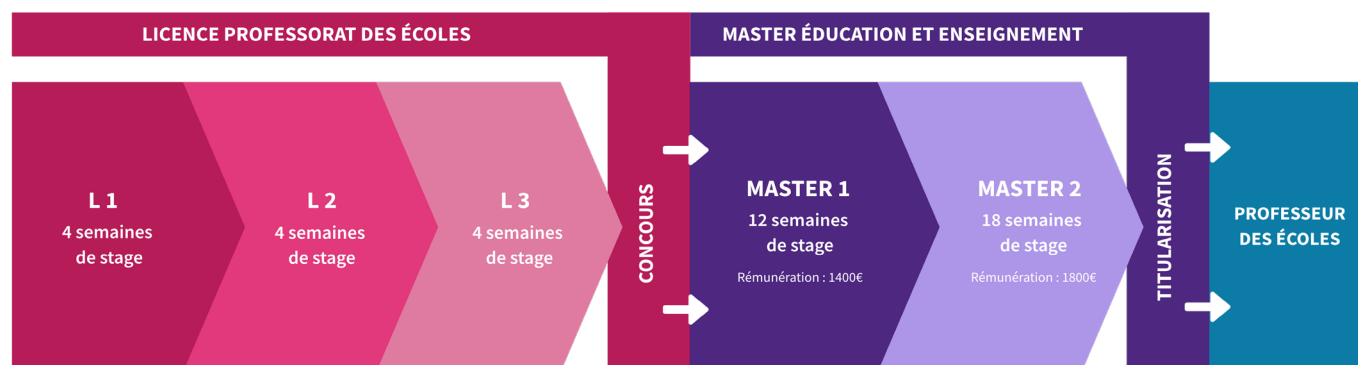 LICENCE PROFESSORAT DES ÉCOLES
MASTER ÉDUCATION ET ENSEIGNEMENT
L 1
4 semaines
de stage
L 2
4 semaines
de stage
L 3
4 semaines
de stage
CONCOURS
MASTER 1
12 semaines
de stage
Rémunération : 1400€
MASTER 2
18 semaines
de stage
Rémunération : 1800€
TITULARISATION
PROFESSEUR
DES ÉCOLES